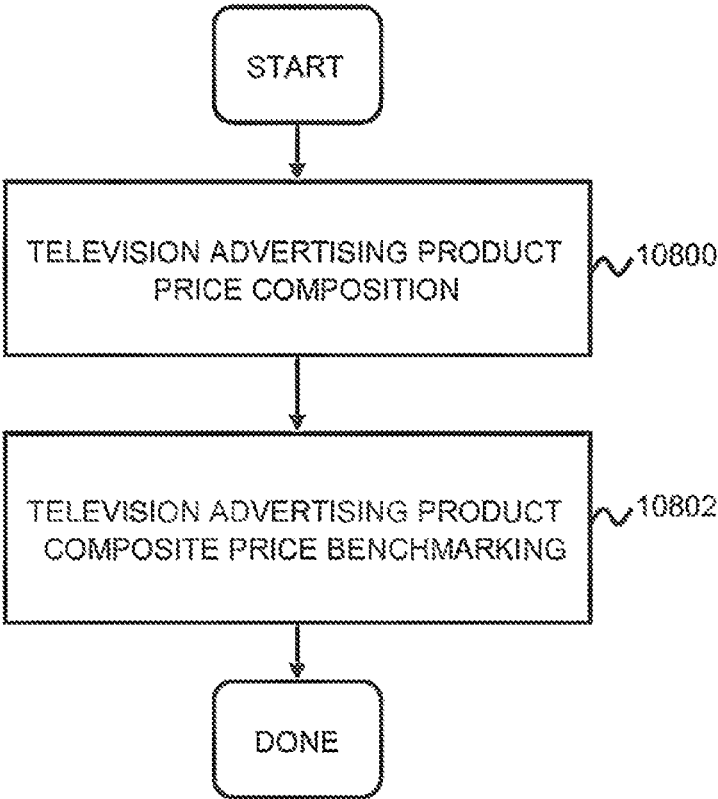 START
TELEVISION ADVERTISING PRODUCT
PRICE COMPOSITION
10800
TELEVISION ADVERTISING PRODUCT
COMPOSITE PRICE BENCHMARKING
10802
DONE